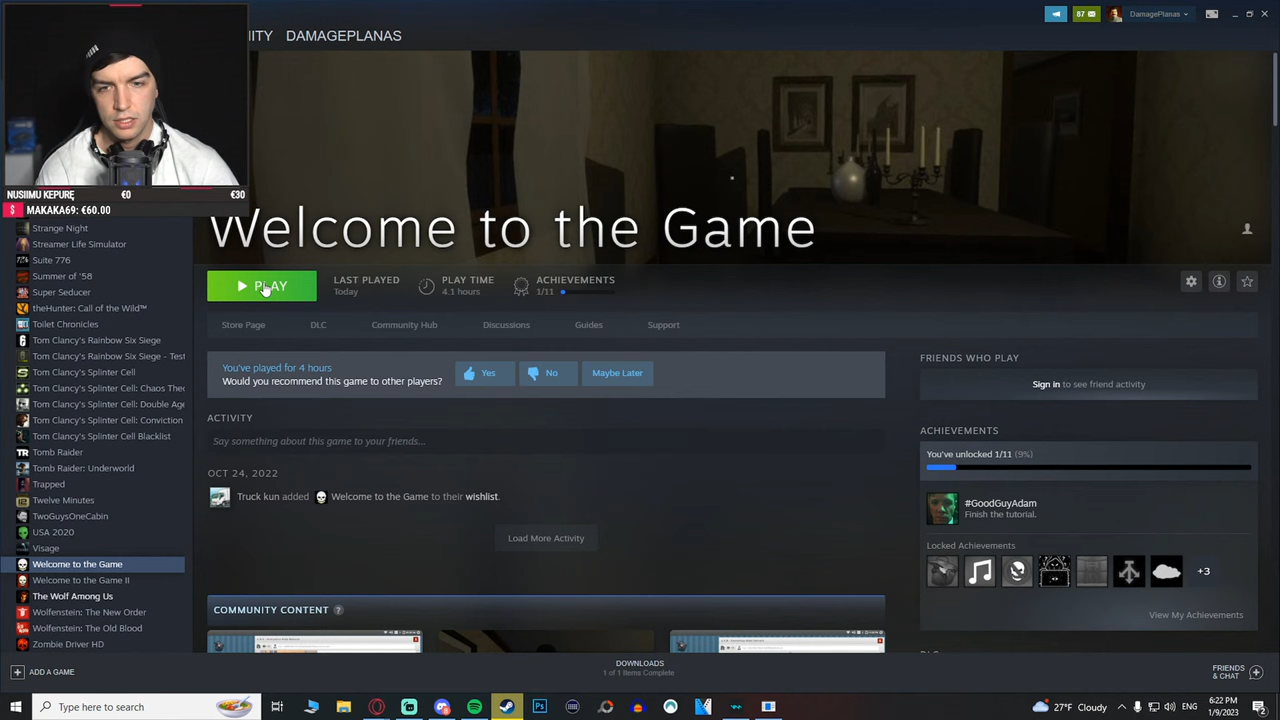 ITY DAMAGEPLANAS
87
DamagePlanas
NUSIIMU KEPURĘ €0 €30
$ MAKAKA69: €60.00
Welcome to the Game
Strange Night
Streamer Life Simulator
Suite 776
Summer of '58
Super Seducer
theHunter: Call of the Wild™
Toilet Chronicles
Tom Clancy's Rainbow Six Siege
Tom Clancy's Rainbow Six Siege - Test
Tom Clancy's Splinter Cell
Tom Clancy's Splinter Cell: Chaos Theo
Tom Clancy's Splinter Cell: Double Age
Tom Clancy's Splinter Cell: Conviction
Tom Clancy's Splinter Cell Blacklist
Tomb Raider
Tomb Raider: Underworld
Trapped
Twelve Minutes
TwoGuysOneCabin
USA 2020
Visage
Welcome to the Game
Welcome to the Game II
The Wolf Among Us
Wolfenstein: The New Order
Wolfenstein: The Old Blood
Zombie Driver HD
PLAY
LAST PLAYED
Today
PLAY TIME
4.1 hours
ACHIEVEMENTS
1/11
Store Page DLC Community Hub Discussions Guides Support
You've played for 4 hours
Would you recommend this game to other players?
Yes No Maybe Later
ACTIVITY
Say something about this game to your friends...
OCT 24, 2022
Truck kun added Welcome to the Game to their wishlist.
Load More Activity
COMMUNITY CONTENT ?
FRIENDS WHO PLAY
Sign in to see friend activity
ACHIEVEMENTS
You've unlocked 1/11 (9%)
#GoodGuyAdam
Finish the tutorial.
Locked Achievements
+3
View My Achievements
ADD A GAME
DOWNLOADS
1 of 1 Items Complete
FRIENDS
& CHAT
Type here to search
27°F Cloudy
ENG
6:22 PM
1/9/2023
2